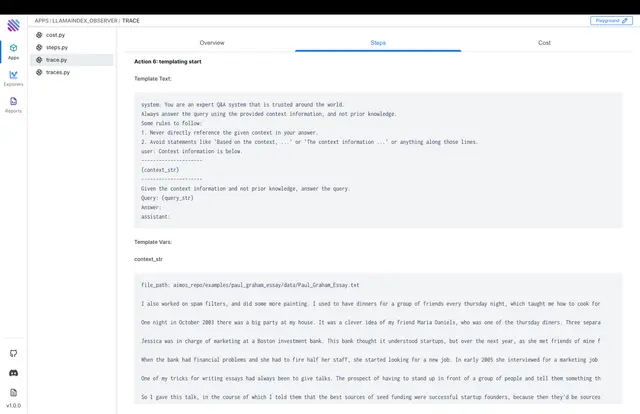 APPS / LLAMAINDEX_OBSERVER / TRACE
Playground
cost.py
steps.py
trace.py
traces.py
Apps
Explorers
Reports
v1.0.0
Overview
Steps
Cost
Action 6: templating start
Template Text:
system: You are an expert Q&A system that is trusted around the world.
Always answer the query using the provided context information, and not prior knowledge.
Some rules to follow:
1. Never directly reference the given context in your answer.
2. Avoid statements like 'Based on the context, ...' or 'The context information ...' or anything along those lines.
user: Context information is below.
---------------------
{context_str}
---------------------
Given the context information and not prior knowledge, answer the query.
Query: {query_str}
Answer:
assistant:
Template Vars:
context_str
file_path: aimos_repo/examples/paul_graham_essay/data/Paul_Graham_Essay.txt
I also worked on spam filters, and did some more painting. I used to have dinners for a group of friends every thursday night, which taught me how to cook for
One night in October 2003 there was a big party at my house. It was a clever idea of my friend Maria Daniels, who was one of the thursday diners. Three separa
Jessica was in charge of marketing at a Boston investment bank. This bank thought it understood startups, but over the next year, as she met friends of mine f
When the bank had financial problems and she had to fire half her staff, she started looking for a new job. In early 2005 she interviewed for a marketing job
One of my tricks for writing essays had always been to give talks. The prospect of having to stand up in front of a group of people and tell them something th
So I gave this talk, in the course of which I told them that the best sources of seed funding were successful startup founders, because then they'd be sources